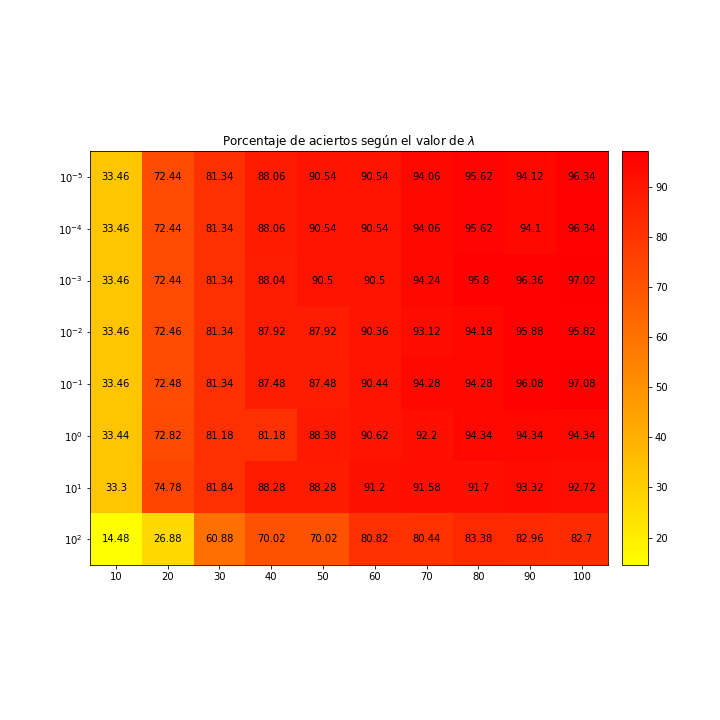 Porcentaje de aciertos según el valor de λ
10⁻⁵ 33.46 72.44 81.34 88.06 90.54 90.54 94.06 95.62 94.12 96.34
10⁻⁴ 33.46 72.44 81.34 88.06 90.54 90.54 94.06 95.62 94.1 96.34
10⁻³ 33.46 72.44 81.34 88.04 90.5 90.5 94.24 95.8 96.36 97.02
10⁻² 33.46 72.46 81.34 87.92 87.92 90.36 93.12 94.18 95.88 95.82
10⁻¹ 33.46 72.48 81.34 87.48 87.48 90.44 94.28 94.28 96.08 97.08
10⁰ 33.44 72.82 81.18 81.18 88.38 90.62 92.2 94.34 94.34 94.34
10¹ 33.3 74.78 81.84 88.28 88.28 91.2 91.58 91.7 93.32 92.72
10² 14.48 26.88 60.88 70.02 70.02 80.82 80.44 83.38 82.96 82.7
10 20 30 40 50 60 70 80 90 100
90
80
70
60
50
40
30
20